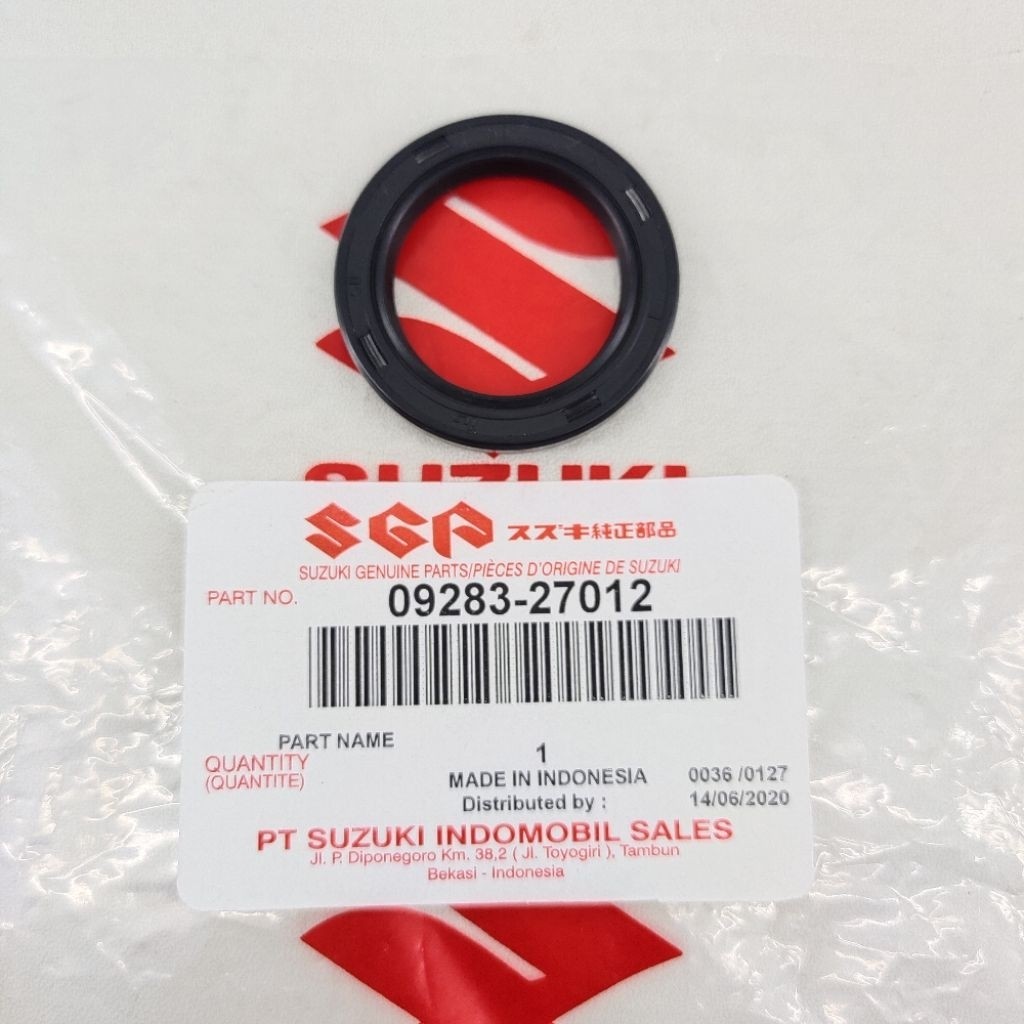 SUZUKI
SGP スズキ純正部品
SUZUKI GENUINE PARTS/PIÈCES D'ORIGINE DE SUZUKI
PART NO. 09283-27012
PART NAME
QUANTITY 1
(QUANTITE) MADE IN INDONESIA 0036 /0127
Distributed by : 14/06/2020
PT SUZUKI INDOMOBIL SALES
Jl. P. Diponegoro Km. 38,2 ( Jl. Toyogiri ), Tambun
Bekasi - Indonesia